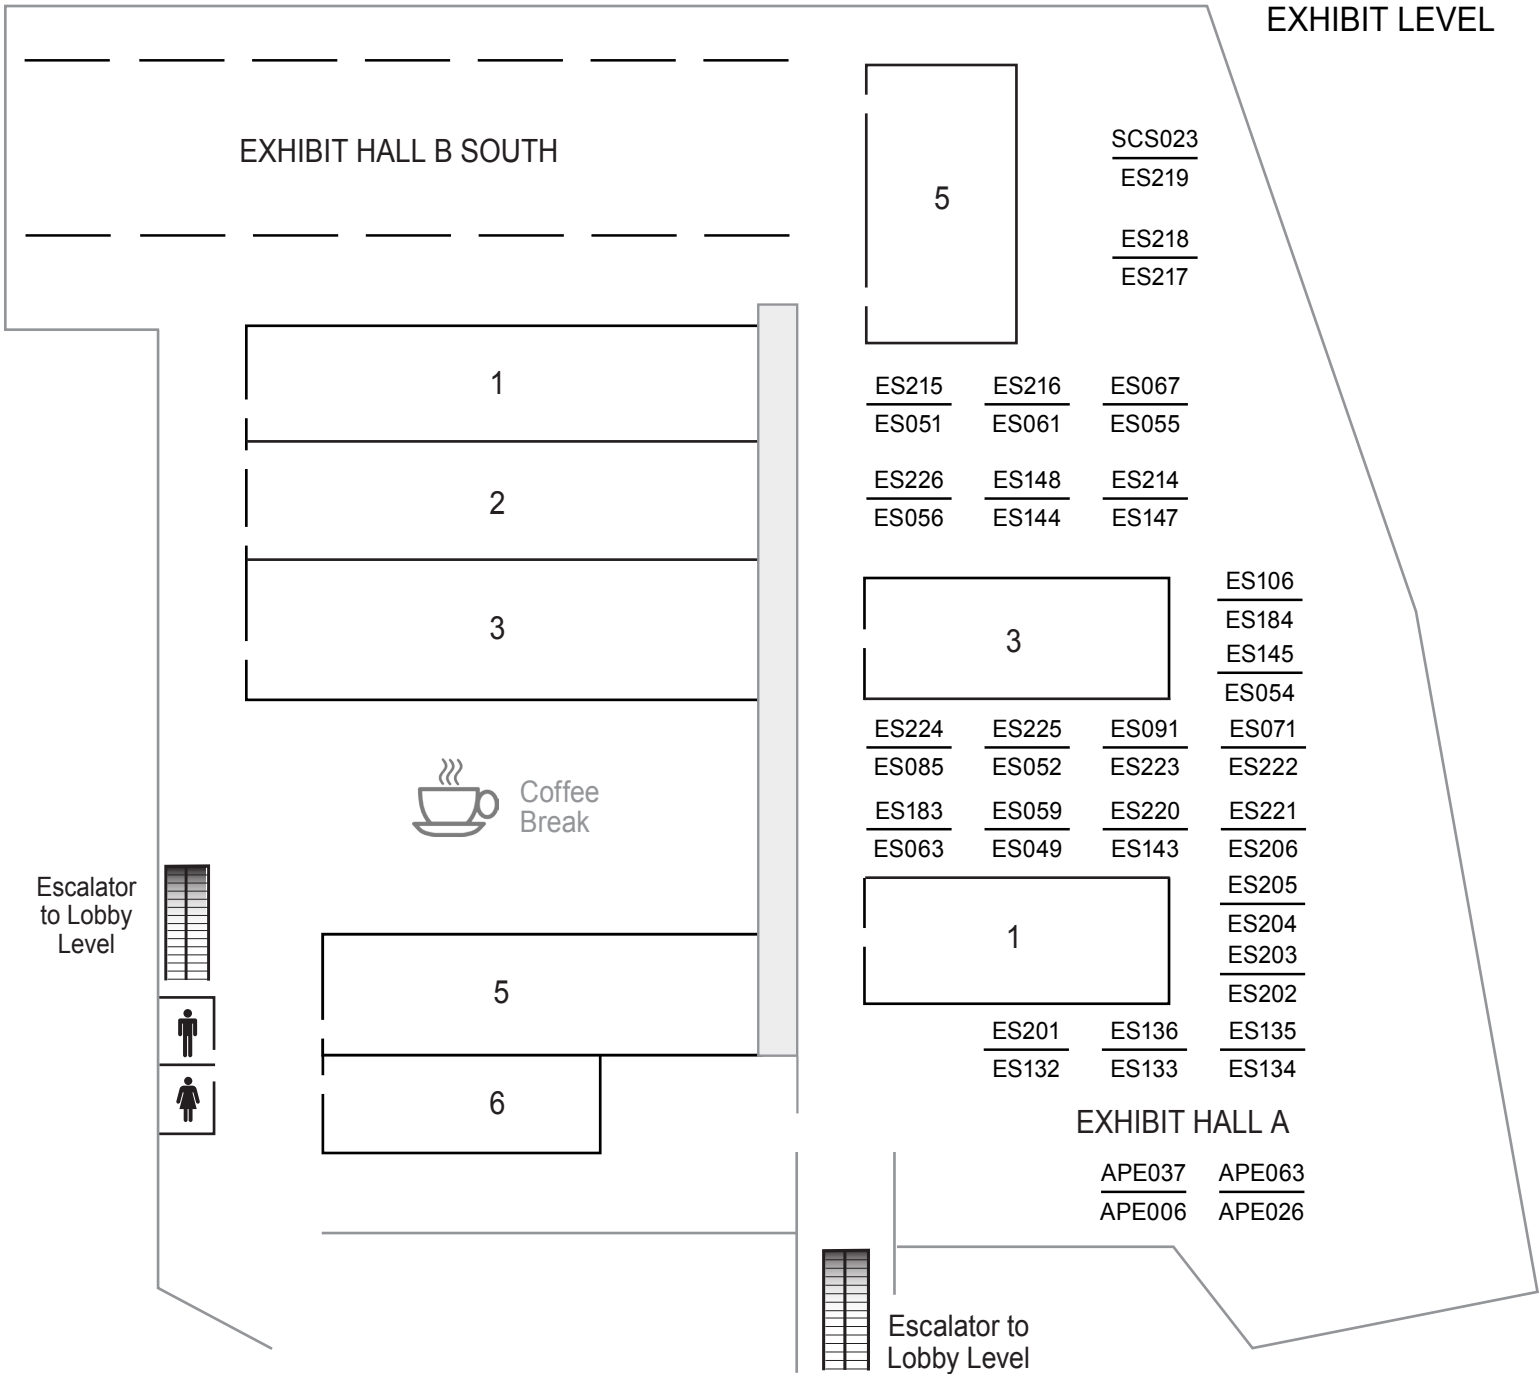 EXHIBIT LEVEL
EXHIBIT HALL B SOUTH
5
SCS023
ES219
ES218
ES217
1
2
3
ES215 ES216 ES067
ES051 ES061 ES055
ES226 ES148 ES214
ES056 ES144 ES147
3
ES106
ES184
ES145
ES054
ES224 ES225 ES091 ES071
ES085 ES052 ES223 ES222
ES183 ES059 ES220 ES221
ES063 ES049 ES143 ES206
1
ES205
ES204
ES203
ES202
ES201 ES136 ES135
ES132 ES133 ES134
Coffee
Break
Escalator
to Lobby
Level
5
6
EXHIBIT HALL A
APE037 APE063
APE006 APE026
Escalator to
Lobby Level